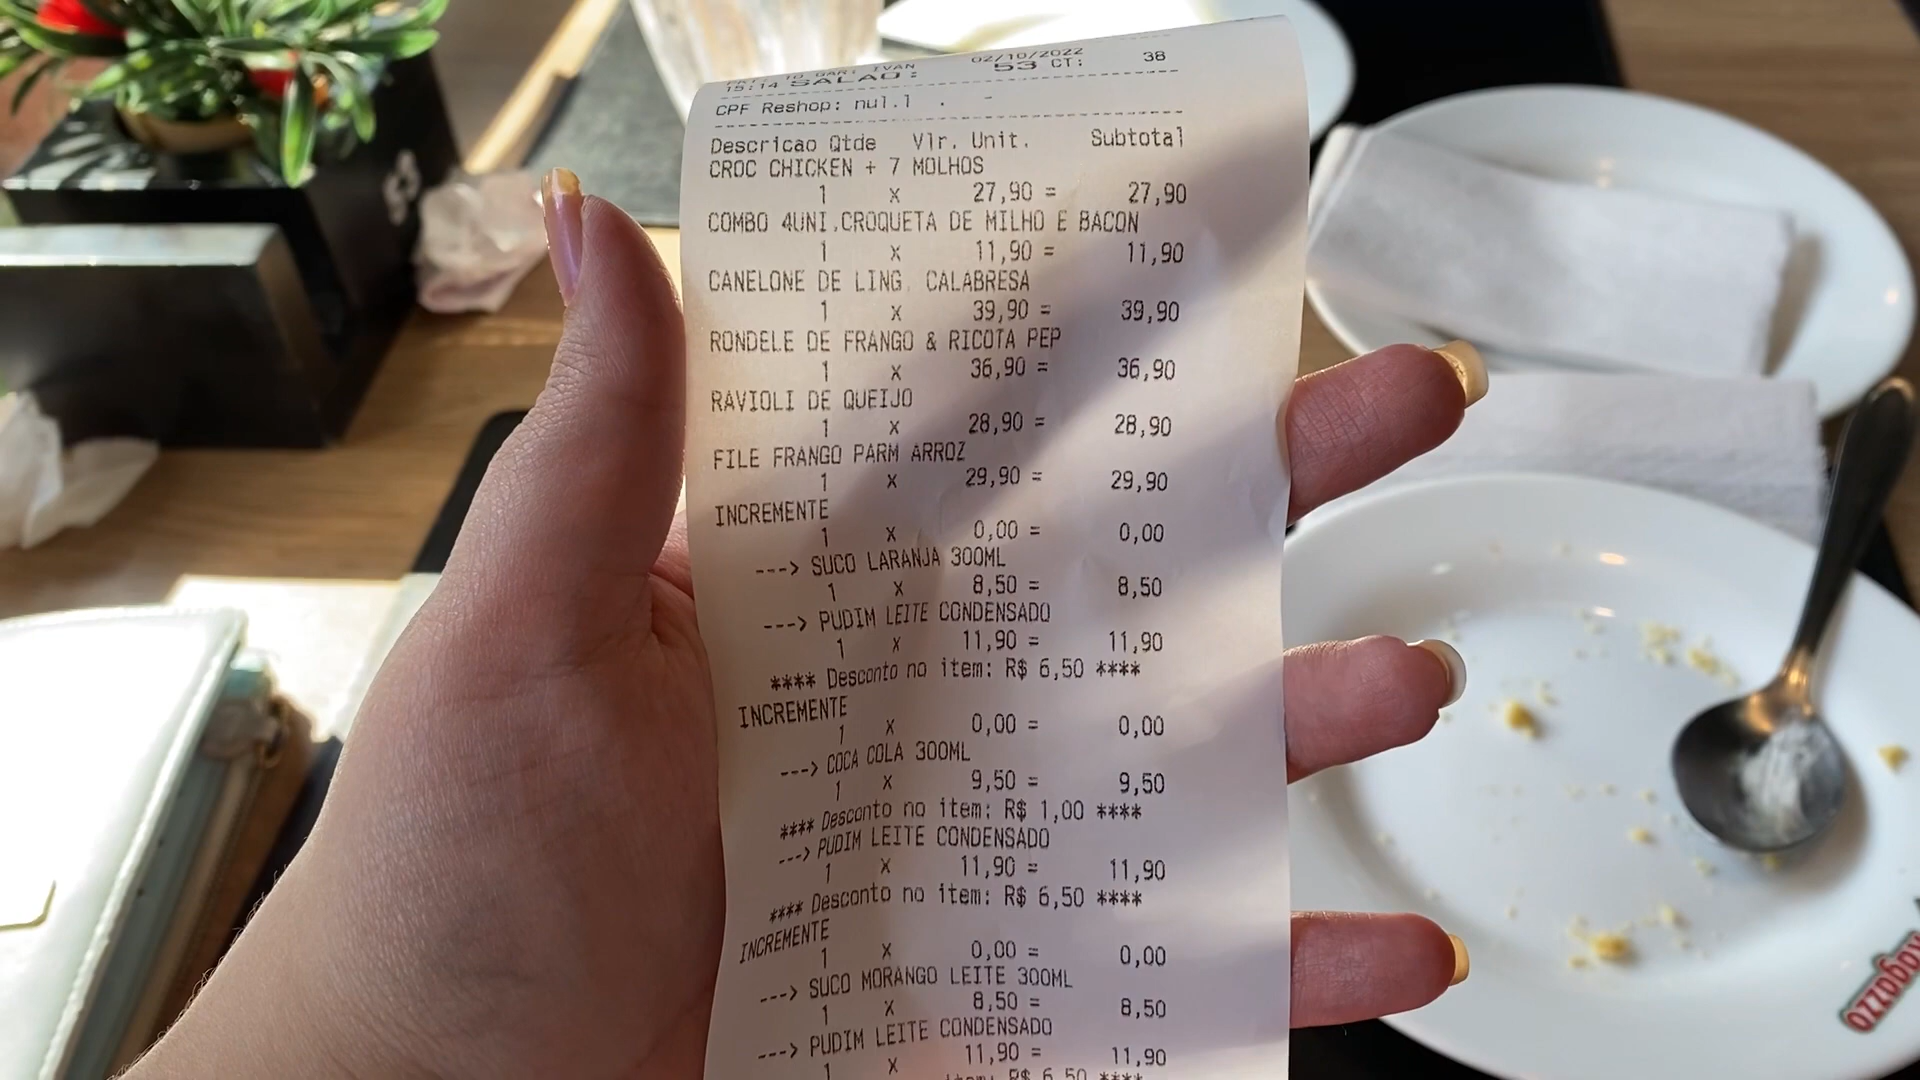 15:14 SALAO: 53 CT: 38
02/10/2022
CPF Reshop: nul.l . -
Descricao Qtde Vlr. Unit. Subtotal
CROC CHICKEN + 7 MOLHOS
1 X 27,90 = 27,90
COMBO 4UNI.CROQUETA DE MILHO E BACON
1 X 11,90 = 11,90
CANELONE DE LING. CALABRESA
1 X 39,90 = 39,90
RONDELE DE FRANGO & RICOTA PEP
1 X 36,90 = 36,90
RAVIOLI DE QUEIJO
1 X 28,90 = 28,90
FILE FRANGO PARM ARROZ
1 X 29,90 = 29,90
INCREMENTE
1 X 0,00 = 0,00
---> SUCO LARANJA 300ML
1 X 8,50 = 8,50
---> PUDIM LEITE CONDENSADO
1 X 11,90 = 11,90
**** Desconto no item: R$ 6,50 ****
INCREMENTE
1 X 0,00 = 0,00
---> COCA COLA 300ML
1 X 9,50 = 9,50
**** Desconto no item: R$ 1,00 ****
---> PUDIM LEITE CONDENSADO
1 X 11,90 = 11,90
**** Desconto no item: R$ 6,50 ****
INCREMENTE
1 X 0,00 = 0,00
---> SUCO MORANGO LEITE 300ML
1 X 8,50 = 8,50
---> PUDIM LEITE CONDENSADO
1 X 11,90 = 11,90
item: R$ 6,50 ****